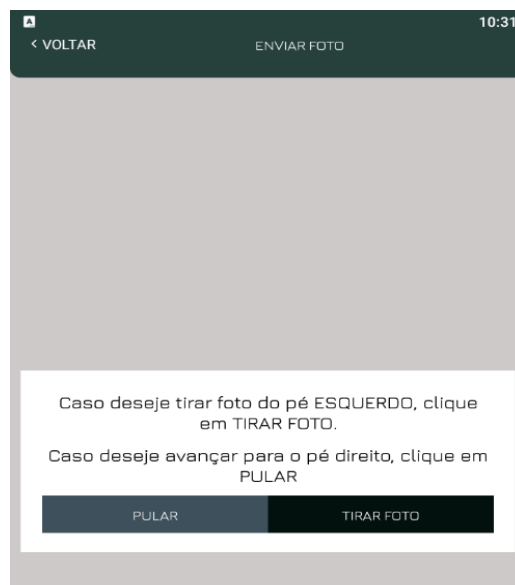 A
10:31
< VOLTAR
ENVIAR FOTO
Caso deseje tirar foto do pé ESQUERDO, clique
em TIRAR FOTO.
Caso deseje avançar para o pé direito, clique em
PULAR
PULAR
TIRAR FOTO